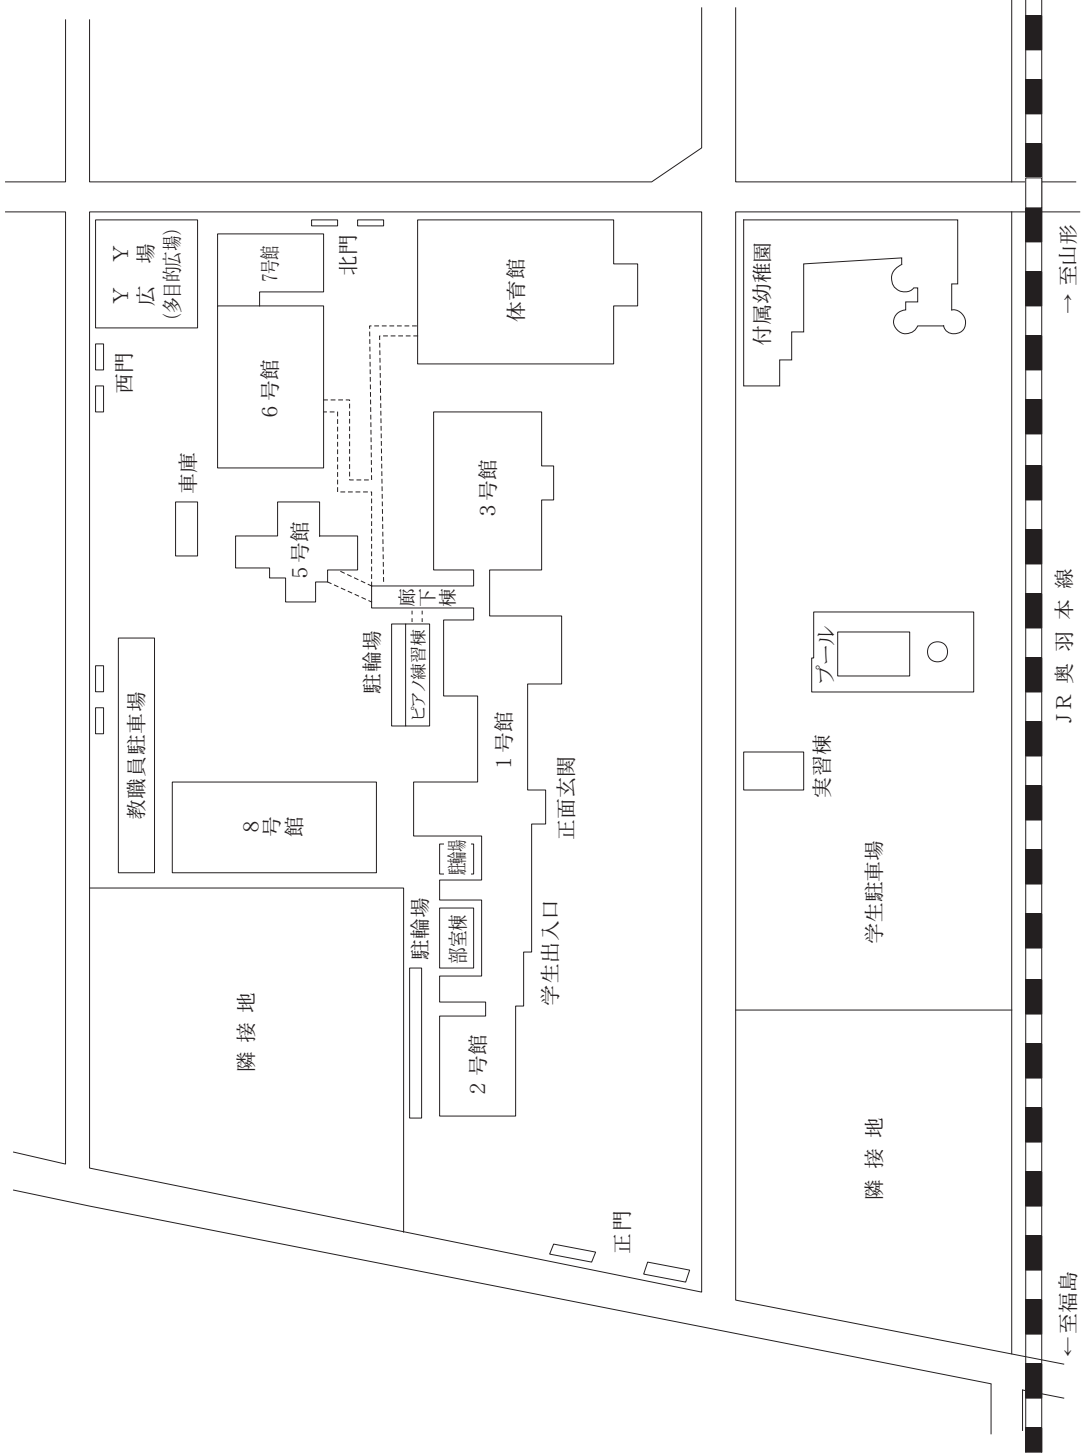 Y Y
広 場
(多目的広場)
7号館
北門
西門
6号館
体育館
付属幼稚園
→ 至山形
車庫
5号館
3号館
廊下棟
駐輪場
ピアノ練習棟
プール
JR奥羽本線
教職員駐車場
8号館
1号館
正面玄関
実習棟
駐輪場
駐輪場
部室棟
学生出入口
学生駐車場
隣接地
2号館
隣接地
正門
←至福島